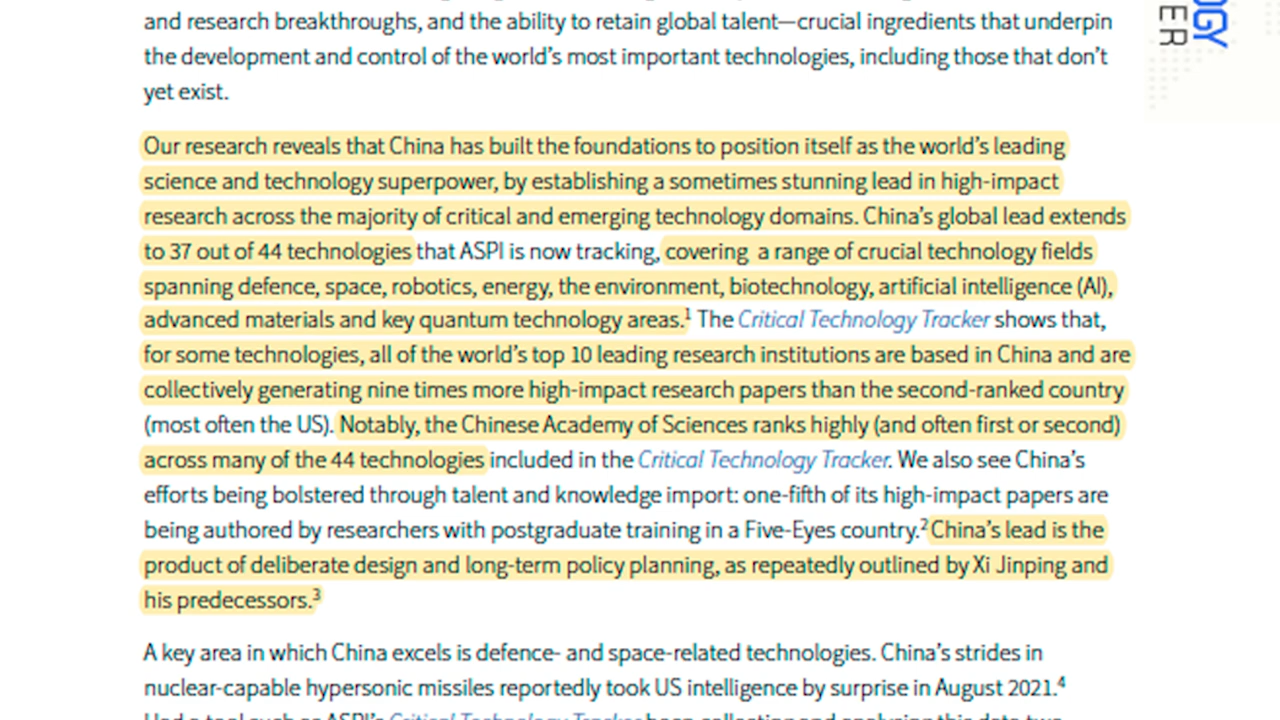 and research breakthroughs, and the ability to retain global talent—crucial ingredients that underpin
the development and control of the world’s most important technologies, including those that don’t
yet exist.
Our research reveals that China has built the foundations to position itself as the world’s leading
science and technology superpower, by establishing a sometimes stunning lead in high-impact
research across the majority of critical and emerging technology domains. China’s global lead extends
to 37 out of 44 technologies that ASPI is now tracking, covering a range of crucial technology fields
spanning defence, space, robotics, energy, the environment, biotechnology, artificial intelligence (AI),
advanced materials and key quantum technology areas.¹ The Critical Technology Tracker shows that,
for some technologies, all of the world’s top 10 leading research institutions are based in China and are
collectively generating nine times more high-impact research papers than the second-ranked country
(most often the US). Notably, the Chinese Academy of Sciences ranks highly (and often first or second)
across many of the 44 technologies included in the Critical Technology Tracker. We also see China’s
efforts being bolstered through talent and knowledge import: one-fifth of its high-impact papers are
being authored by researchers with postgraduate training in a Five-Eyes country.² China’s lead is the
product of deliberate design and long-term policy planning, as repeatedly outlined by Xi Jinping and
his predecessors.³
A key area in which China excels is defence- and space-related technologies. China’s strides in
nuclear-capable hypersonic missiles reportedly took US intelligence by surprise in August 2021.⁴